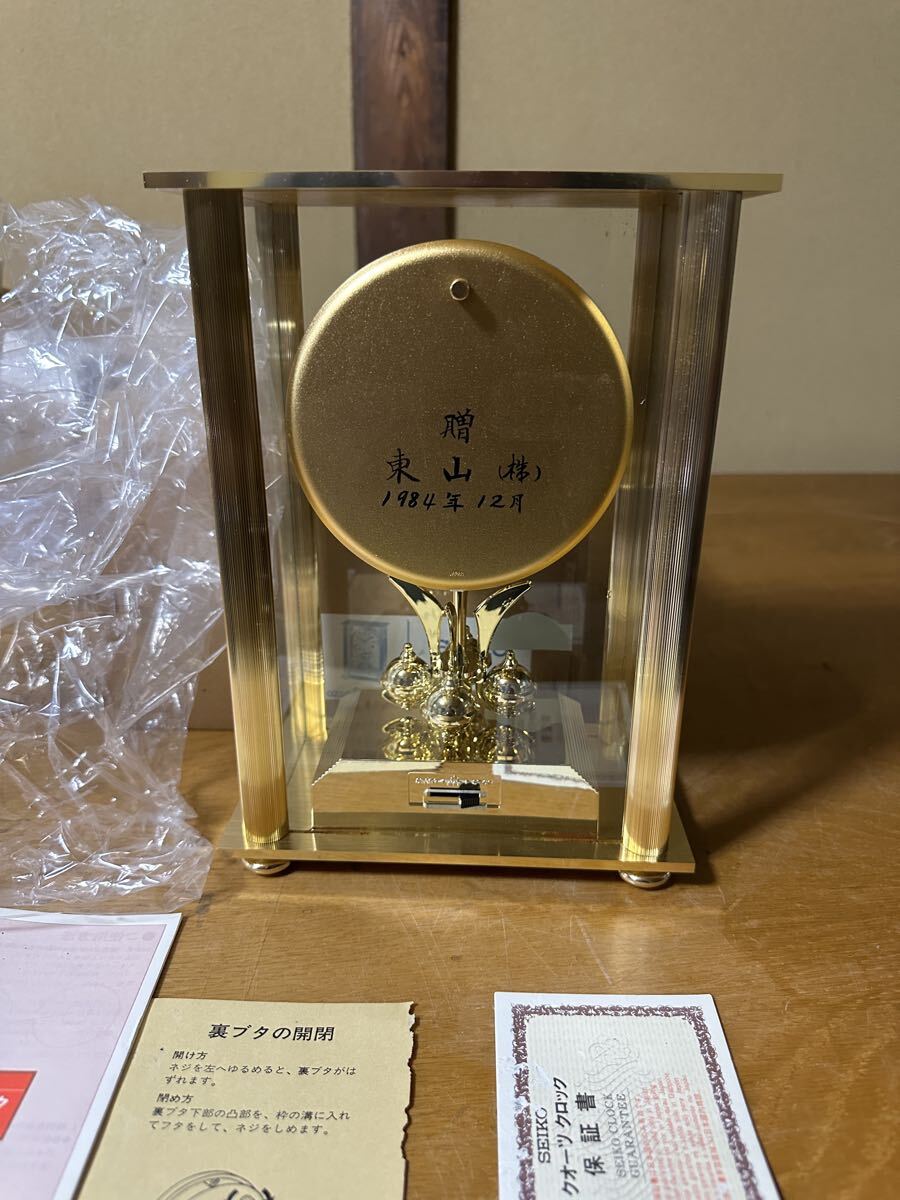 贈
東山(株)
1984年12月
JAPAN
裏ブタの開閉
開け方
ネジを左へゆるめると、裏ブタがは
ずれます。
閉め方
裏ブタ下部の凸部を、枠の溝に入れ
てフタをして、ネジをしめます。
SEIKO
クオーツ クロック
保証書
SEIKO CLOCK
GUARANTEE